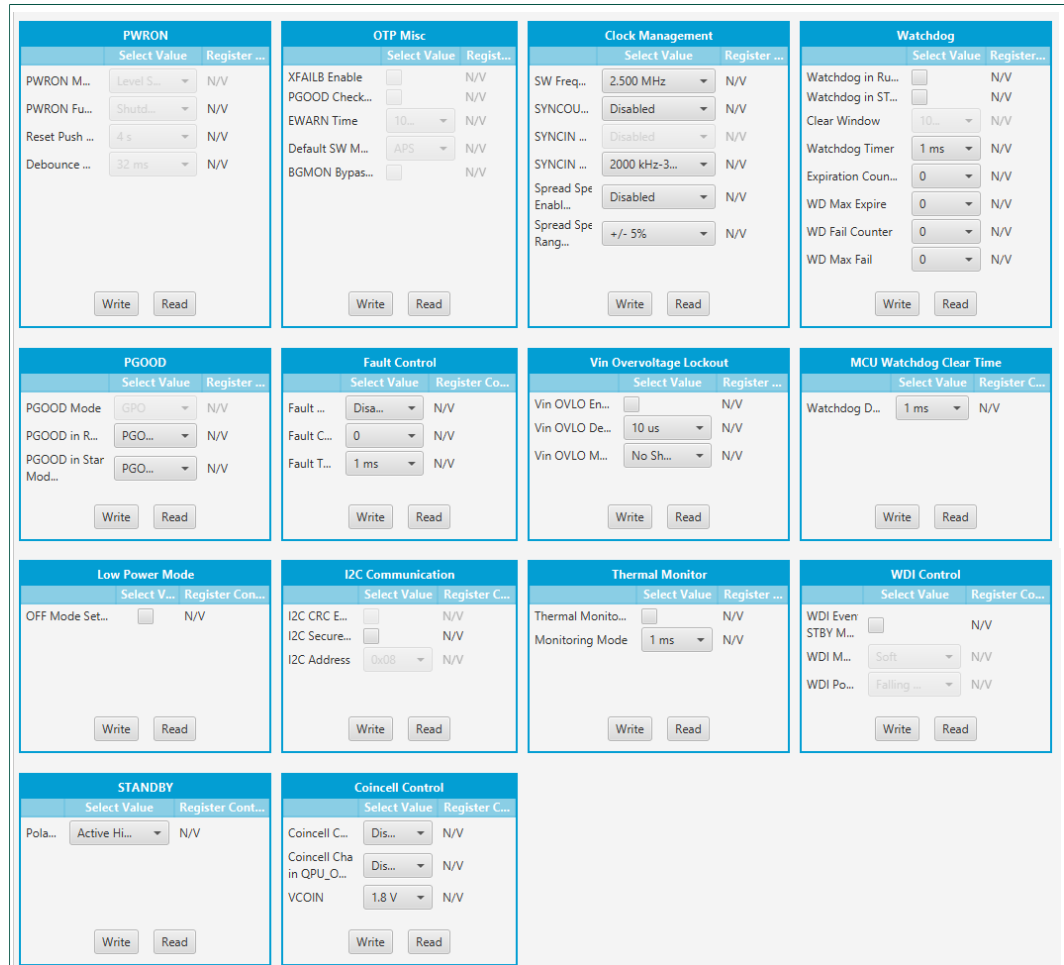 PWRON
Select Value Register ...
PWRON M... Level S... N/V
PWRON Fu... Shutd... N/V
Reset Push ... 4 s N/V
Debounce ... 32 ms N/V
Write Read
OTP Misc
Select Value Regist...
XFAILB Enable N/V
PGOOD Check... N/V
EWARN Time 10... N/V
Default SW M... APS N/V
BGMON Bypas... N/V
Write Read
Clock Management
Select Value Register ...
SW Freq... 2.500 MHz N/V
SYNCOU... Disabled N/V
SYNCIN ... Disabled N/V
SYNCIN ... 2000 kHz-3... N/V
Spread Spe
Enabl... Disabled N/V
Spread Spe
Rang... +/- 5% N/V
Write Read
Watchdog
Select Value Register ...
Watchdog in Ru... N/V
Watchdog in ST... N/V
Clear Window 10... N/V
Watchdog Timer 1 ms N/V
Expiration Coun... 0 N/V
WD Max Expire 0 N/V
WD Fail Counter 0 N/V
WD Max Fail 0 N/V
Write Read
PGOOD
Select Value Register ...
PGOOD Mode GPO N/V
PGOOD in R... PGO... N/V
PGOOD in Star
Mod... PGO... N/V
Write Read
Fault Control
Select Value Register Co...
Fault ... Disa... N/V
Fault C... 0 N/V
Fault T... 1 ms N/V
Write Read
Vin Overvoltage Lockout
Select Value Register ...
Vin OVLO En... N/V
Vin OVLO De... 10 us N/V
Vin OVLO M... No Sh... N/V
Write Read
MCU Watchdog Clear Time
Select Value Register C...
Watchdog D... 1 ms N/V
Write Read
Low Power Mode
Select V... Register Con...
OFF Mode Set... N/V
Write Read
I2C Communication
Select Value Register C...
I2C CRC E... N/V
I2C Secure... N/V
I2C Address 0x08 N/V
Write Read
Thermal Monitor
Select Value Register ...
Thermal Monito... N/V
Monitoring Mode 1 ms N/V
Write Read
WDI Control
Select Value Register Co...
WDI Even
STBY M... N/V
WDI M... Soft N/V
WDI Po... Falling ... N/V
Write Read
STANDBY
Select Value Register Cont...
Pola... Active Hi... N/V
Write Read
Coincell Control
Select Value Register C...
Coincell C... Dis... N/V
Coincell Cha
in QPU_O... Dis... N/V
VCOIN 1.8 V N/V
Write Read